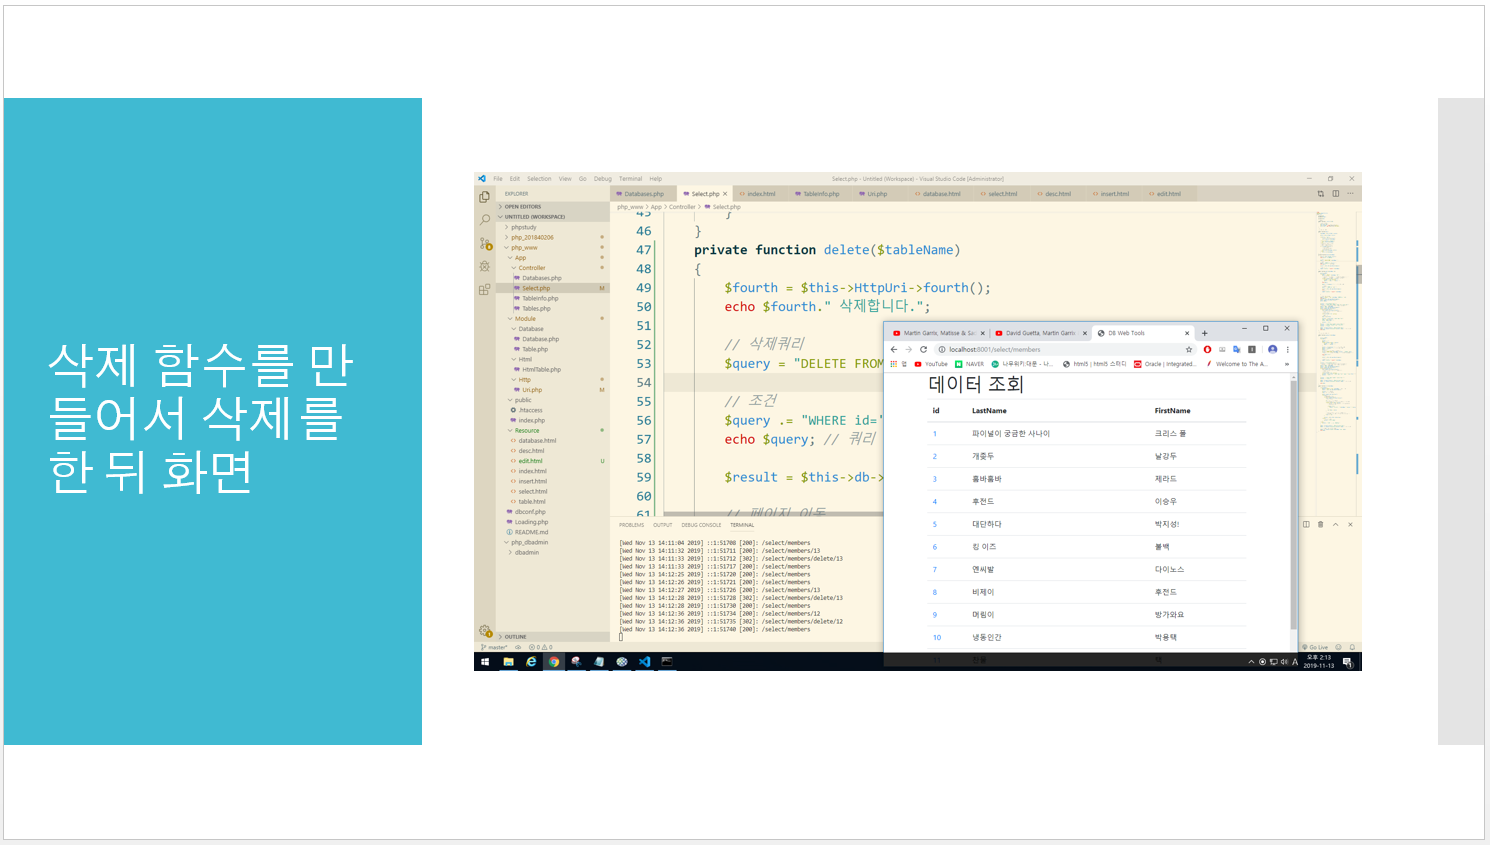 삭제 함수를 만
들어서 삭제를
한 뒤 화면
File Edit Selection View Go Debug Terminal Help
Select.php - Untitled (Workspace) - Visual Studio Code [Administrator]
EXPLORER
OPEN EDITORS
UNTITLED (WORKSPACE)
phpstudy
php_201840206
php_www
App
Controller
Databases.php
Select.php M
TableInfo.php
Tables.php
Module
Database
Database.php
Table.php
Html
HtmlTable.php
Http
Uri.php M
public
.htaccess
index.php
Resource
database.html
desc.html
edit.html U
index.html
insert.html
select.html
table.html
dbconf.php
Loading.php
README.md
php_dbadmin
dbadmin
OUTLINE
master*
0 0
Databases.php Select.php index.html TableInfo.php Uri.php database.html select.html desc.html insert.html edit.html
php_www > App > Controller > Select.php
45 }
46 }
47 private function delete($tableName)
48 {
49 $fourth = $this->HttpUri->fourth();
50 echo $fourth." 삭제합니다.";
51
52 // 삭제쿼리
53 $query = "DELETE FROM
54
55 // 조건
56 $query .= "WHERE id='
57 echo $query; // 쿼리
58
59 $result = $this->db->
60
61 // 페이지 이동
PROBLEMS OUTPUT DEBUG CONSOLE TERMINAL
[Wed Nov 13 14:11:04 2019] ::1:51708 [200]: /select/members
[Wed Nov 13 14:11:32 2019] ::1:51711 [200]: /select/members/13
[Wed Nov 13 14:11:33 2019] ::1:51712 [302]: /select/members/delete/13
[Wed Nov 13 14:11:33 2019] ::1:51717 [200]: /select/members
[Wed Nov 13 14:12:25 2019] ::1:51720 [200]: /select/members
[Wed Nov 13 14:12:26 2019] ::1:51721 [200]: /select/members
[Wed Nov 13 14:12:27 2019] ::1:51726 [200]: /select/members/13
[Wed Nov 13 14:12:28 2019] ::1:51728 [302]: /select/members/delete/13
[Wed Nov 13 14:12:28 2019] ::1:51730 [200]: /select/members
[Wed Nov 13 14:12:36 2019] ::1:51734 [200]: /select/members/12
[Wed Nov 13 14:12:36 2019] ::1:51735 [302]: /select/members/delete/12
[Wed Nov 13 14:12:36 2019] ::1:51740 [200]: /select/members
Martin Garrix, Matisse & Sa David Guetta, Martin Garri DB Web Tools
localhost:8001/select/members
앱 YouTube NAVER 나무위키:대문 - 나... html5 | html5 스터디 Oracle | Integrated... Welcome to The A...
데이터 조회
id LastName FirstName
1 파이널이 궁금한 사나이 크리스 폴
2 개좆두 날강두
3 홈바홈바 제라드
4 후전드 이승우
5 대단하다 박지성!
6 킹 이즈 불백
7 앤씨발 다이노스
8 비제이 후전드
9 머림이 방가와요
10 냉동인간 박용택
Go Live
오후 2:13
2019-11-13